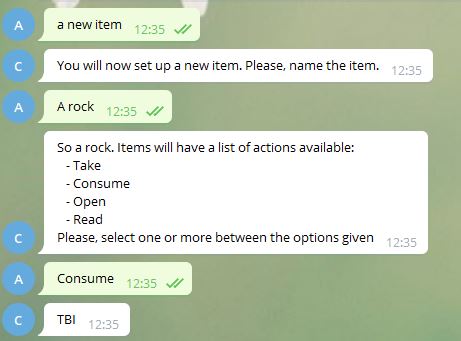 A
a new item 12:35
C
You will now set up a new item. Please, name the item. 12:35
A
A rock 12:35
So a rock. Items will have a list of actions available:
- Take
- Consume
- Open
- Read
C
Please, select one or more between the options given 12:35
A
Consume 12:35
C
TBI 12:35